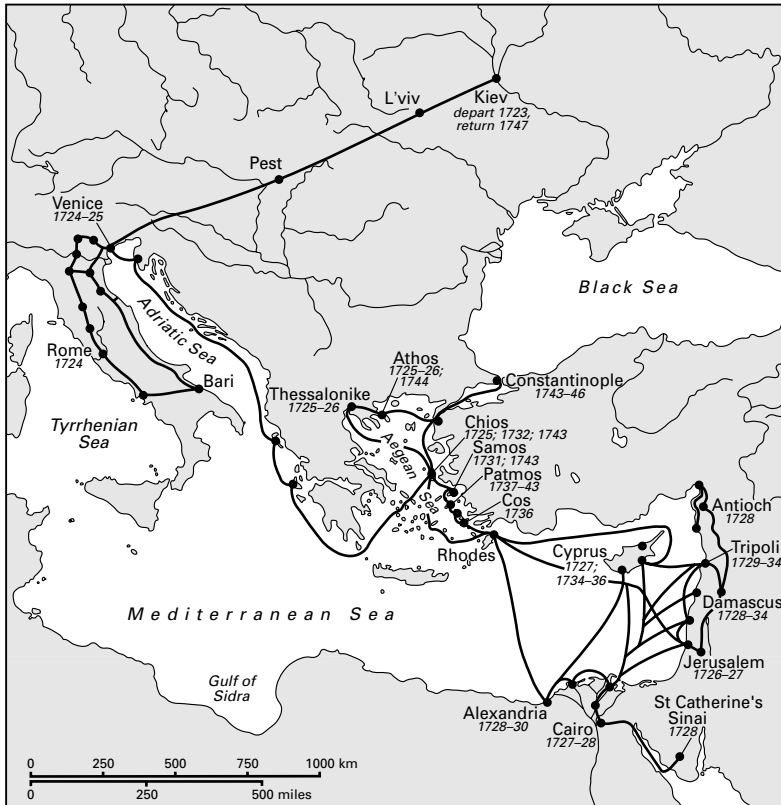 L'viv
Kiev
depart 1723,
return 1747
Pest
Venice
1724–25
Adriatic Sea
Black Sea
Rome
1724
Bari
Athos
1725–26;
1744
Thessalonike
1725–26
Constantinople
1743–46
Tyrrhenian
Sea
Aegean
Sea
Chios
1725; 1732; 1743
Samos
1731; 1743
Patmos
1737–43
Cos
1736
Rhodes
Antioch
1728
Cyprus
1727;
1734–36
Tripoli
1729–34
Damascus
1728–34
Mediterranean Sea
Jerusalem
1726–27
Gulf of
Sidra
Alexandria
1728–30
Cairo
1727–28
St Catherine's
Sinai
1728
0 250 500 750 1000 km
0 250 500 miles